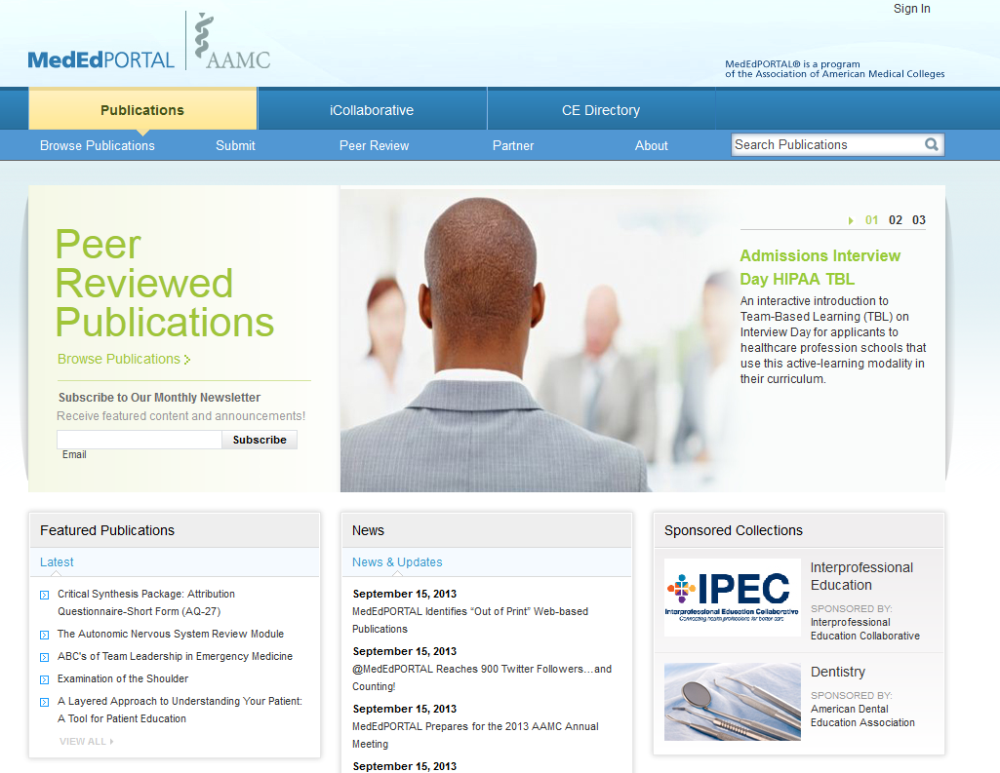 Sign In
MedEdPORTAL
AAMC
MedEdPORTAL® is a program
of the Association of American Medical Colleges
Publications
iCollaborative
CE Directory
Browse Publications
Submit
Peer Review
Partner
About
Search Publications
Peer
Reviewed
Publications
Browse Publications
Subscribe to Our Monthly Newsletter
Receive featured content and announcements!
Subscribe
Email
01 02 03
Admissions Interview
Day HIPAA TBL
An interactive introduction to
Team-Based Learning (TBL) on
Interview Day for applicants to
healthcare profession schools that
use this active-learning modality in
their curriculum.
Featured Publications
Latest
Critical Synthesis Package: Attribution
Questionnaire-Short Form (AQ-27)
The Autonomic Nervous System Review Module
ABC's of Team Leadership in Emergency Medicine
Examination of the Shoulder
A Layered Approach to Understanding Your Patient:
A Tool for Patient Education
VIEW ALL
News
News & Updates
September 15, 2013
MedEdPORTAL Identifies “Out of Print” Web-based
Publications
September 15, 2013
@MedEdPORTAL Reaches 900 Twitter Followers…and
Counting!
September 15, 2013
MedEdPORTAL Prepares for the 2013 AAMC Annual
Meeting
September 15, 2013
Sponsored Collections
IPEC
Interprofessional Education Collaborative
Connecting health professions for better care
Interprofessional
Education
SPONSORED BY:
Interprofessional
Education Collaborative
Dentistry
SPONSORED BY:
American Dental
Education Association